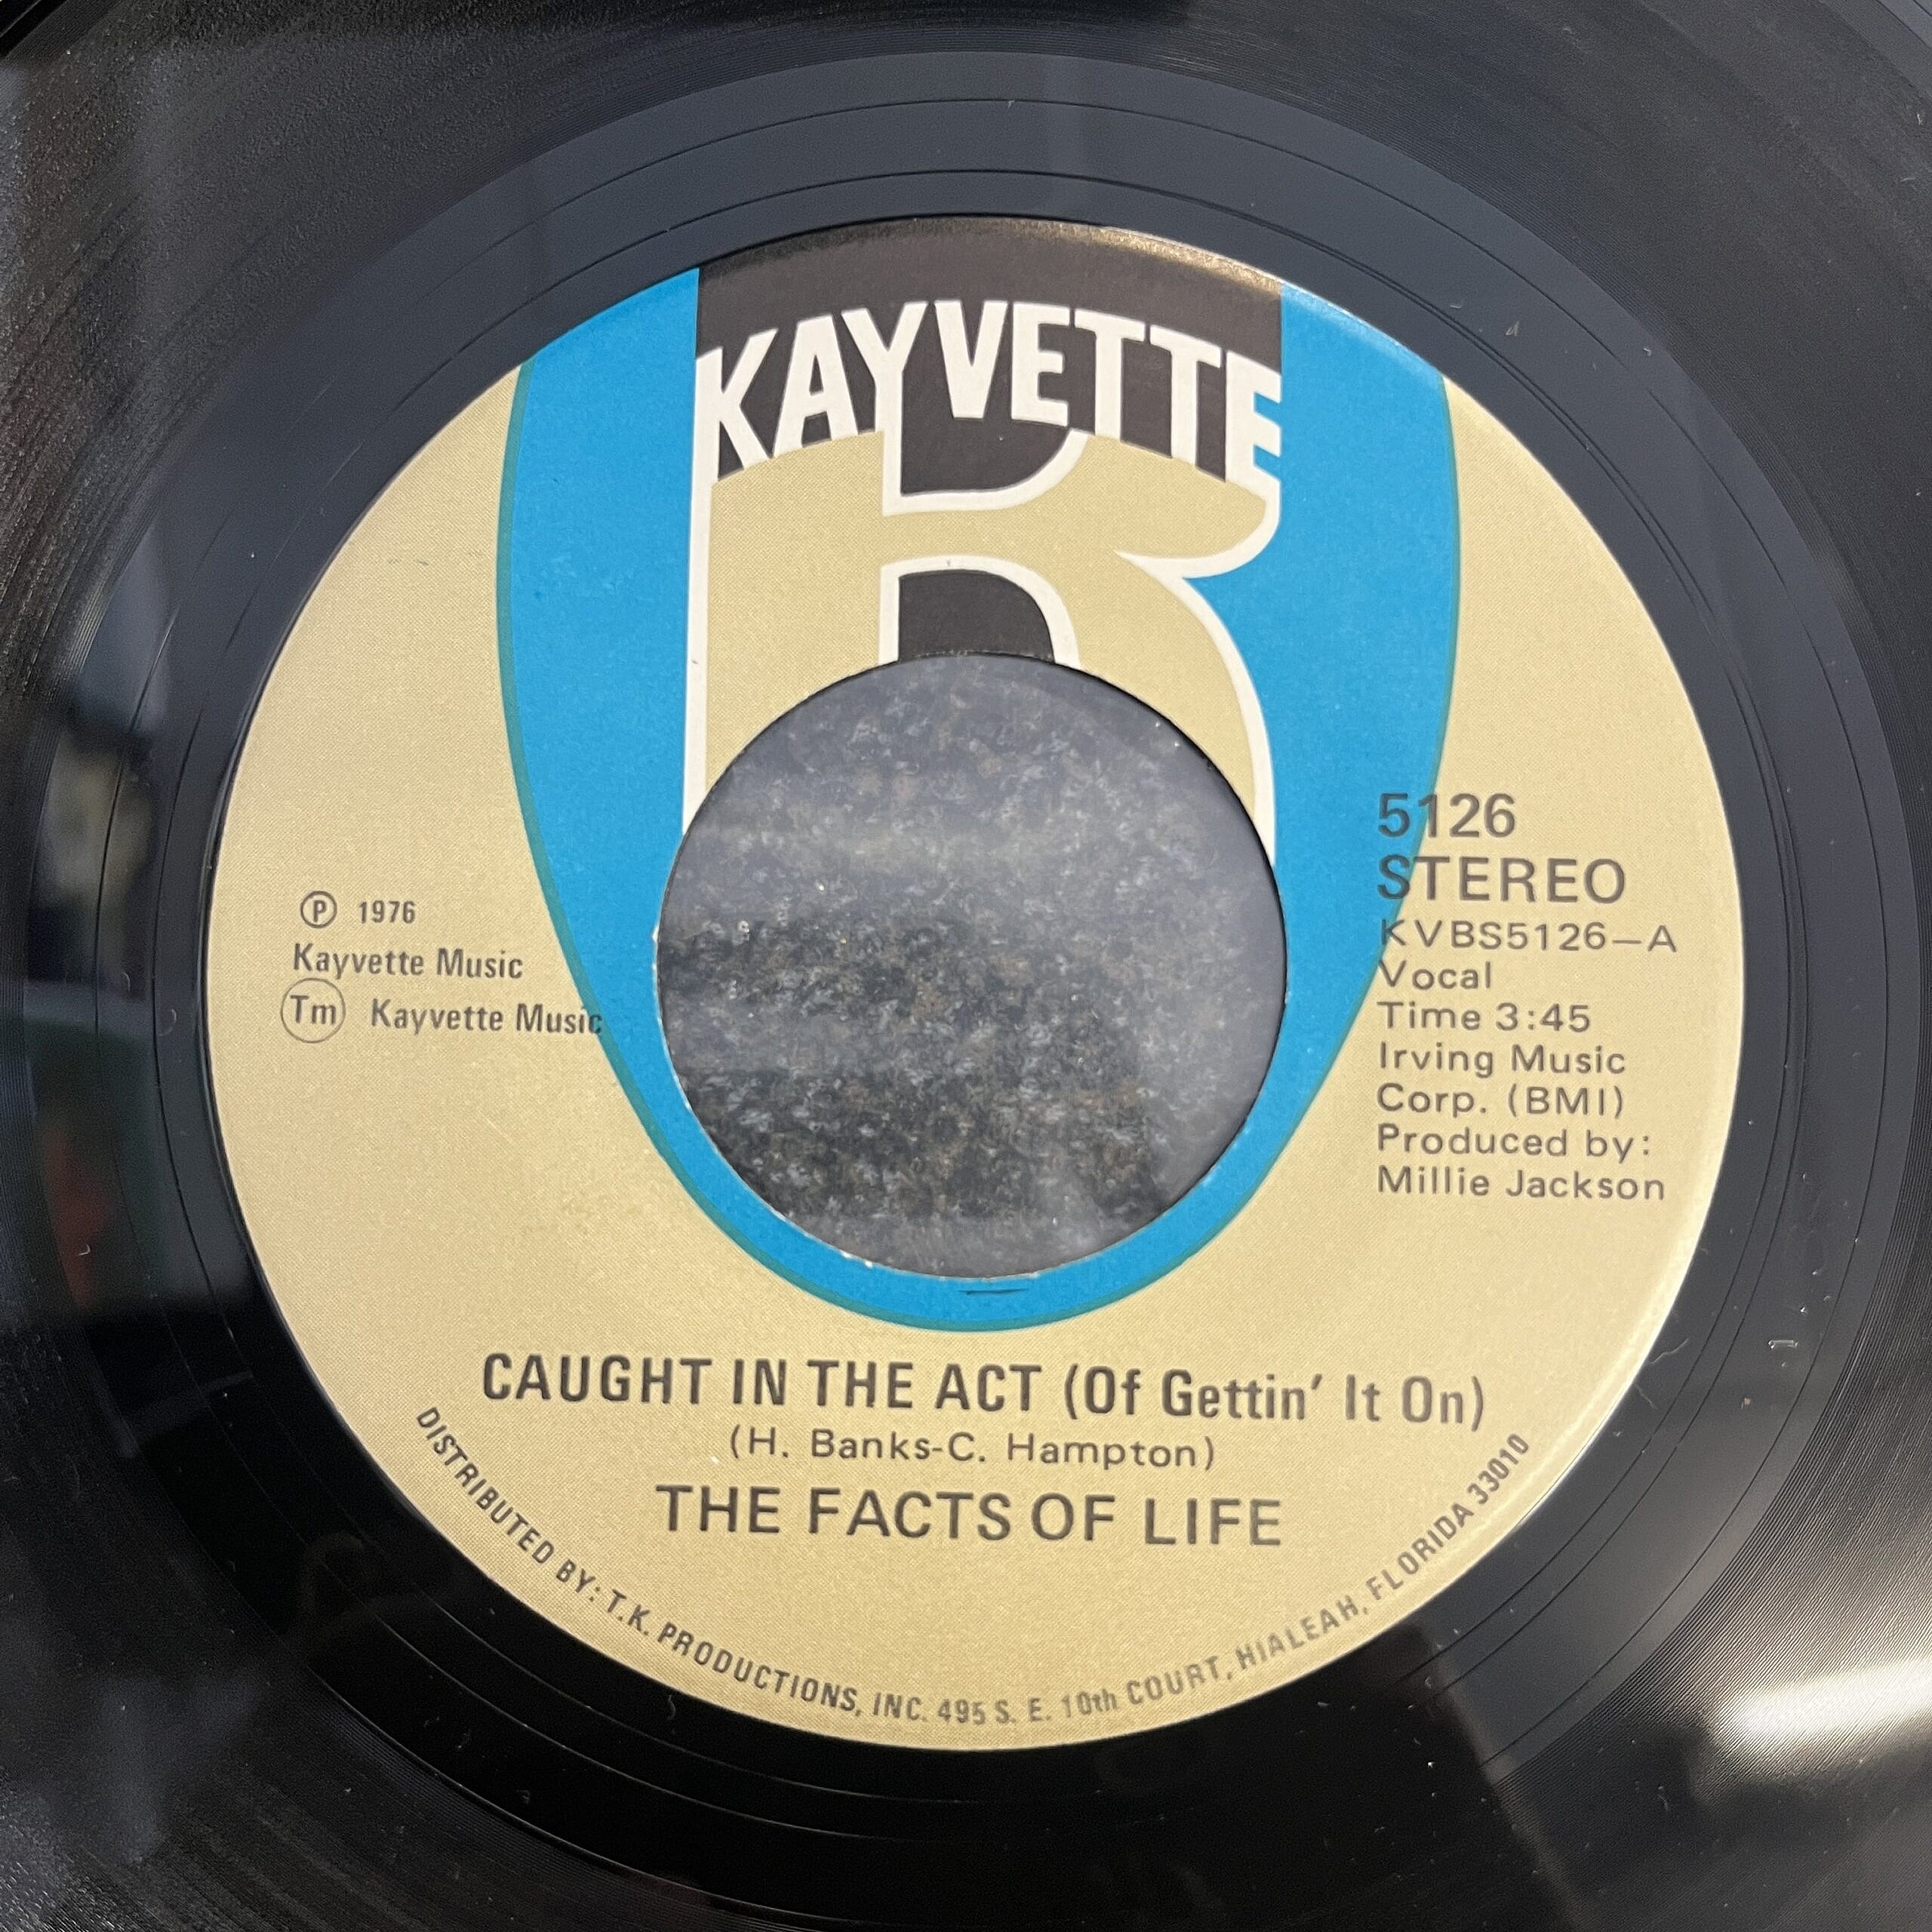 KAYVETTE
K
℗ 1976
Kayvette Music
Tm Kayvette Music
5126
STEREO
KVBS5126—A
Vocal
Time 3:45
Irving Music
Corp. (BMI)
Produced by:
Millie Jackson
CAUGHT IN THE ACT (Of Gettin' It On)
(H. Banks-C. Hampton)
THE FACTS OF LIFE
DISTRIBUTED BY: T.K. PRODUCTIONS, INC. 495 S. E. 10th COURT, HIALEAH, FLORIDA 33010